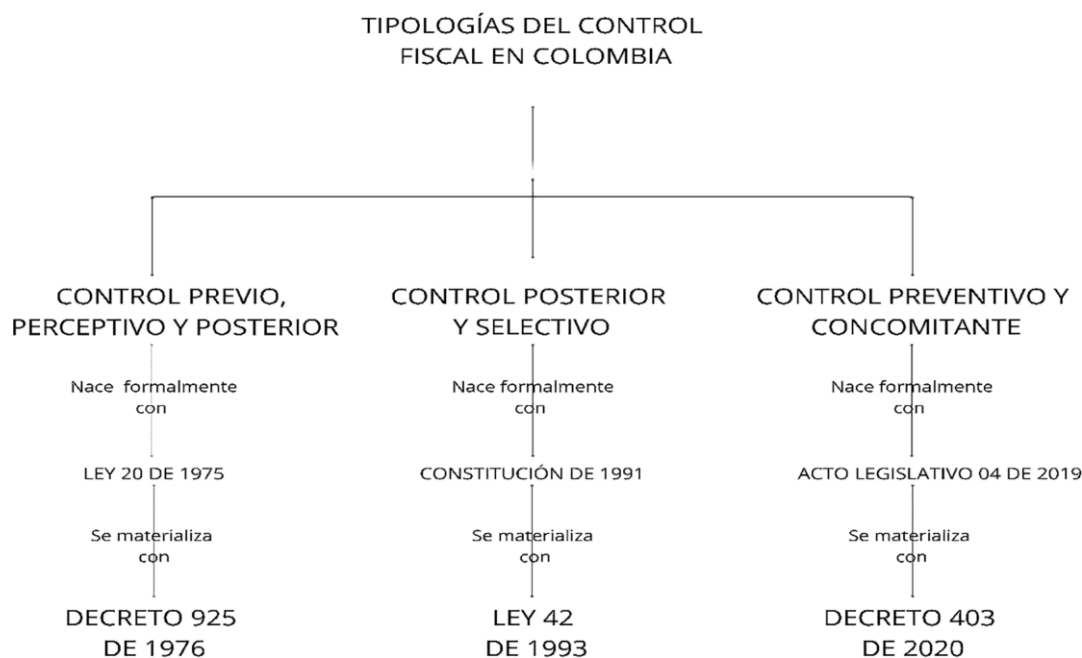 TIPOLOGÍAS DEL CONTROL
FISCAL EN COLOMBIA
CONTROL PREVIO,
PERCEPTIVO Y POSTERIOR
Nace formalmente
con
LEY 20 DE 1975
Se materializa
con
DECRETO 925
DE 1976
CONTROL POSTERIOR
Y SELECTIVO
Nace formalmente
con
CONSTITUCIÓN DE 1991
Se materializa
con
LEY 42
DE 1993
CONTROL PREVENTIVO Y
CONCOMITANTE
Nace formalmente
con
ACTO LEGISLATIVO 04 DE 2019
Se materializa
con
DECRETO 403
DE 2020